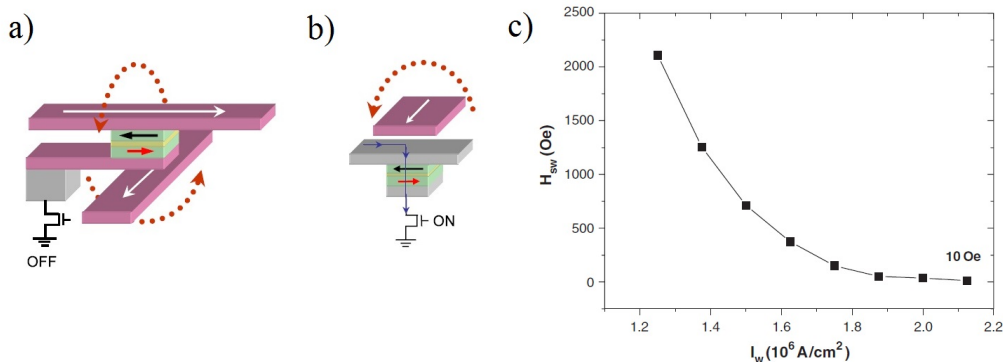 a)
OFF
b)
ON
c)
2500
2000
1500
1000
500
0
H_sw (Oe)
10 Oe
1.2 1.4 1.6 1.8 2.0 2.2
I_w (10^6 A/cm^2)